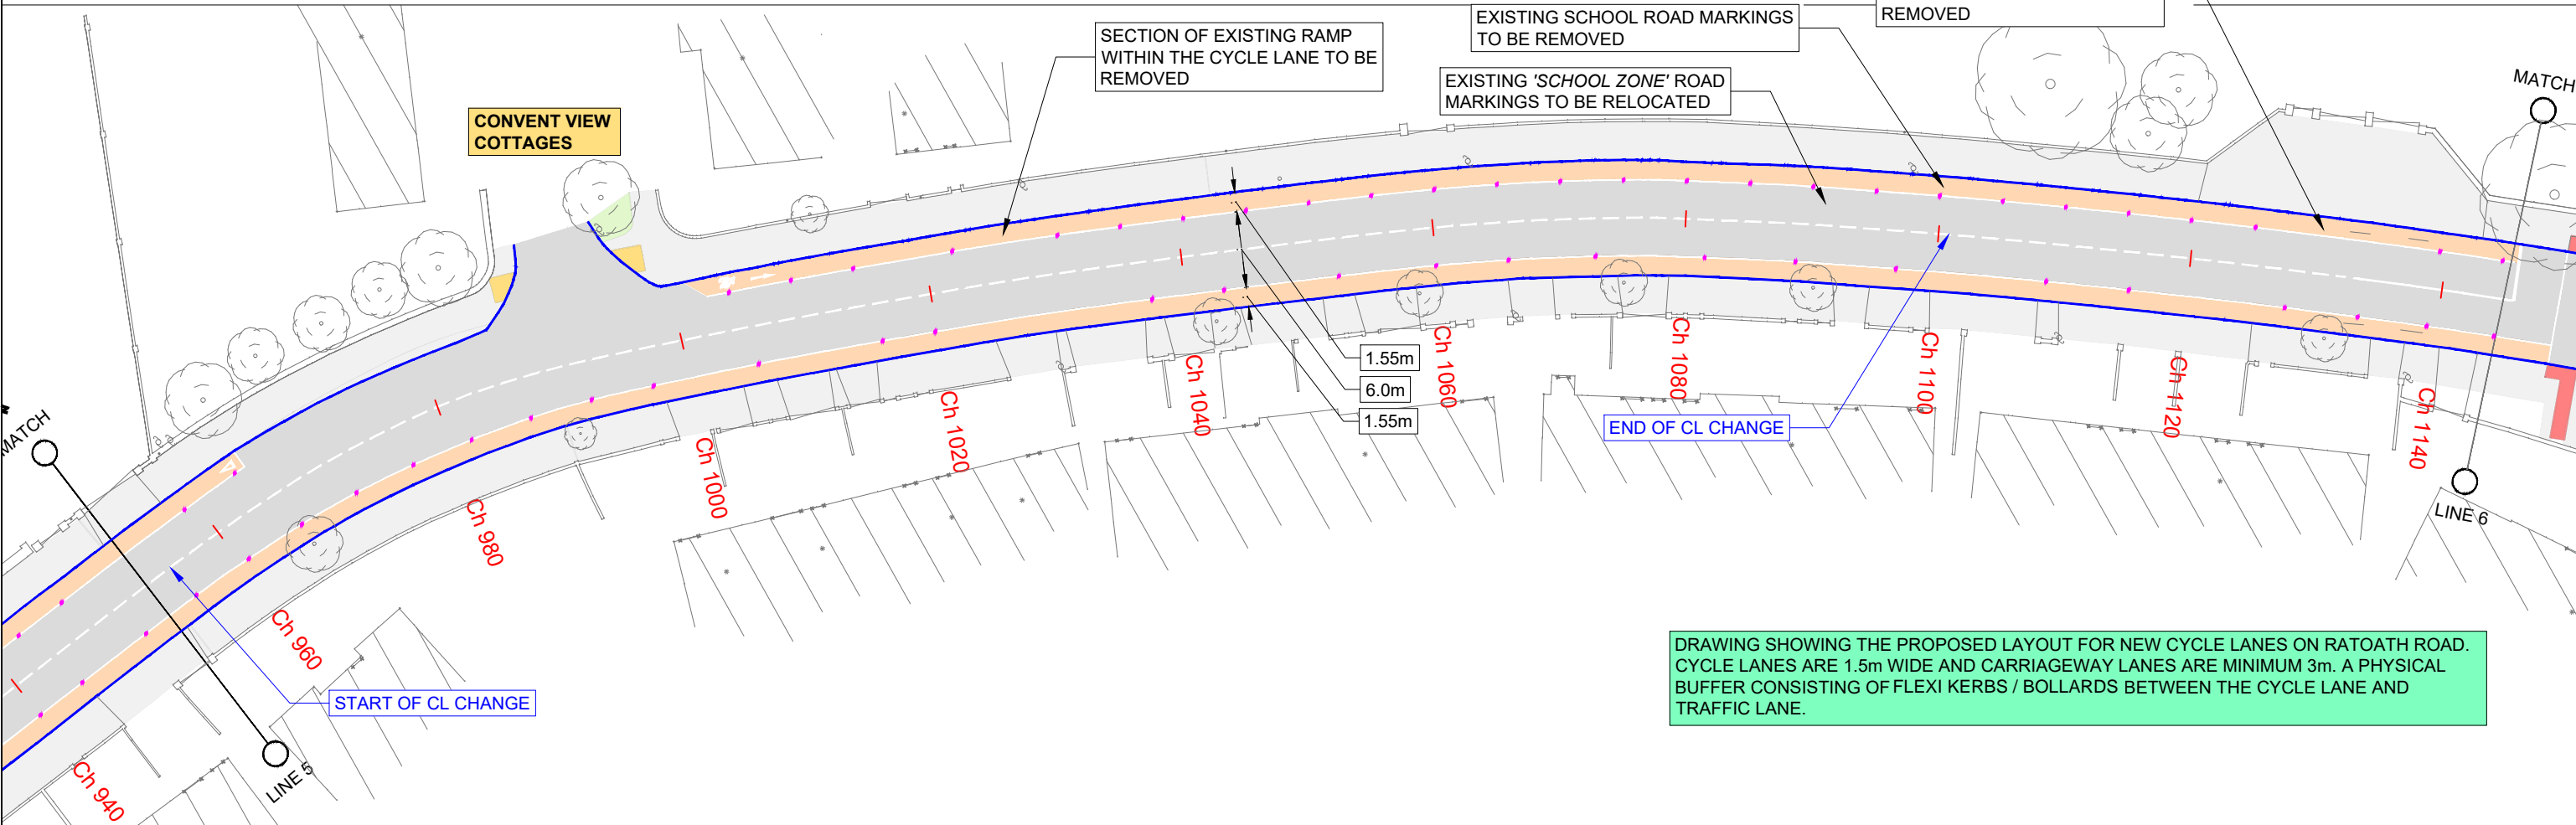 REMOVED
EXISTING SCHOOL ROAD MARKINGS
TO BE REMOVED
SECTION OF EXISTING RAMP
WITHIN THE CYCLE LANE TO BE
REMOVED
EXISTING 'SCHOOL ZONE' ROAD
MARKINGS TO BE RELOCATED
MATCH
CONVENT VIEW
COTTAGES
1.55m
6.0m
1.55m
END OF CL CHANGE
MATCH
LINE 5
START OF CL CHANGE
Ch 940
Ch 960
Ch 980
Ch 1000
Ch 1020
Ch 1040
Ch 1060
Ch 1080
Ch 1100
Ch 1120
Ch 1140
LINE 6
DRAWING SHOWING THE PROPOSED LAYOUT FOR NEW CYCLE LANES ON RATOATH ROAD.
CYCLE LANES ARE 1.5m WIDE AND CARRIAGEWAY LANES ARE MINIMUM 3m. A PHYSICAL
BUFFER CONSISTING OF FLEXI KERBS / BOLLARDS BETWEEN THE CYCLE LANE AND
TRAFFIC LANE.